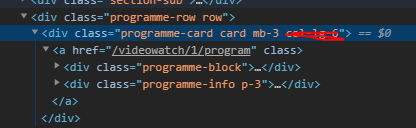 <div class="section-sub">…</div>
▼<div class="programme-row row">
▼<div class="programme-card card mb-3 col-lg-6"> == $0
▼<a href="/videowatch/1/program" class>
▶<div class="programme-block">…</div>
▶<div class="programme-info p-3">…</div>
</a>
</div>